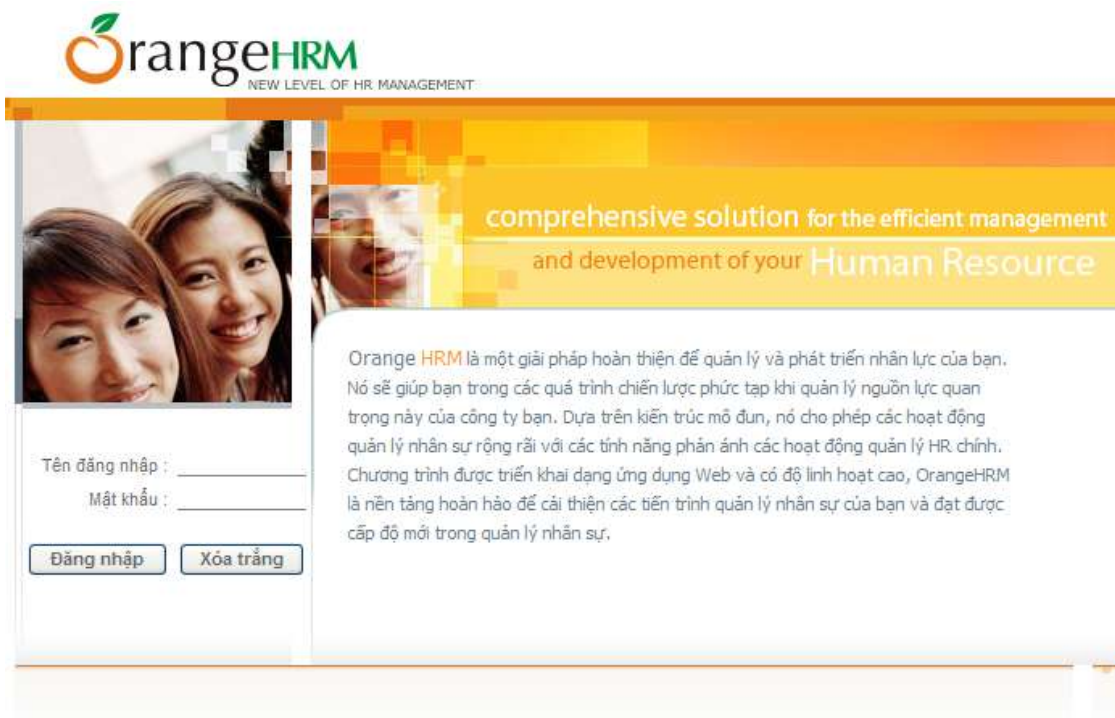 OrangeHRM
NEW LEVEL OF HR MANAGEMENT
comprehensive solution for the efficient management
and development of your Human Resource
Orange HRM là một giải pháp hoàn thiện để quản lý và phát triển nhân lực của bạn.
Nó sẽ giúp bạn trong các quá trình chiến lược phức tạp khi quản lý nguồn lực quan
trọng này của công ty bạn. Dựa trên kiến trúc mô đun, nó cho phép các hoạt động
quản lý nhân sự rộng rãi với các tính năng phản ánh các hoạt động quản lý HR chính.
Chương trình được triển khai dạng ứng dụng Web và có độ linh hoạt cao, OrangeHRM
là nền tảng hoàn hảo để cải thiện các tiến trình quản lý nhân sự của bạn và đạt được
cấp độ mới trong quản lý nhân sự.
Tên đăng nhập :
Mật khẩu :
Đăng nhập Xóa trắng